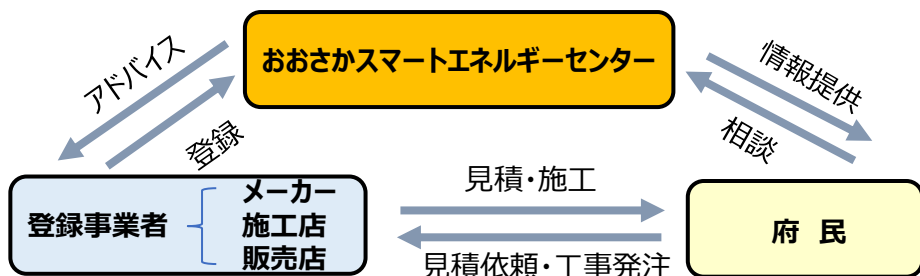 おおさかスマートエネルギーセンター
アドバイス
登録
情報提供
相談
登録事業者
メーカー
施工店
販売店
見積・施工
見積依頼・工事発注
府 民